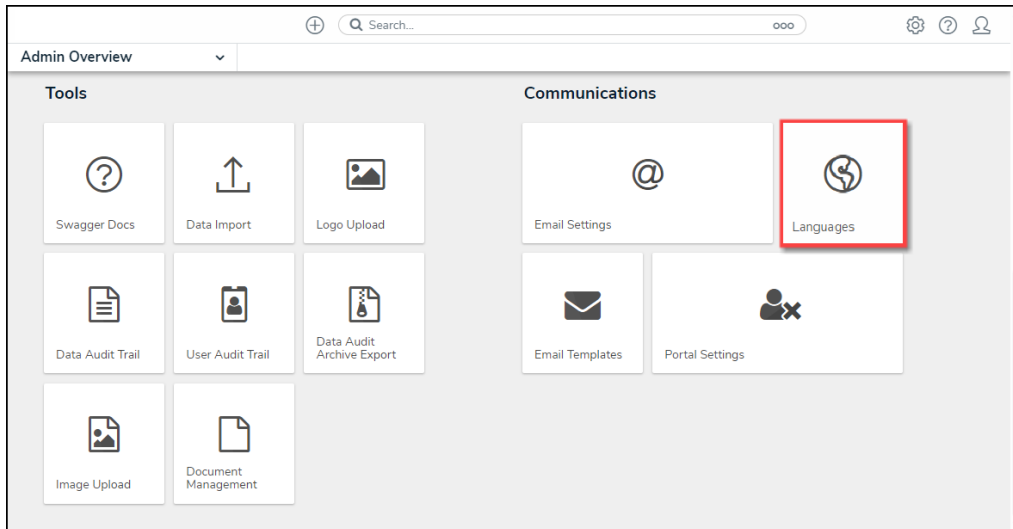 Search...
Admin Overview
Tools
Communications
Swagger Docs
Data Import
Logo Upload
Email Settings
Languages
Data Audit Trail
User Audit Trail
Data Audit
Archive Export
Email Templates
Portal Settings
Image Upload
Document
Management